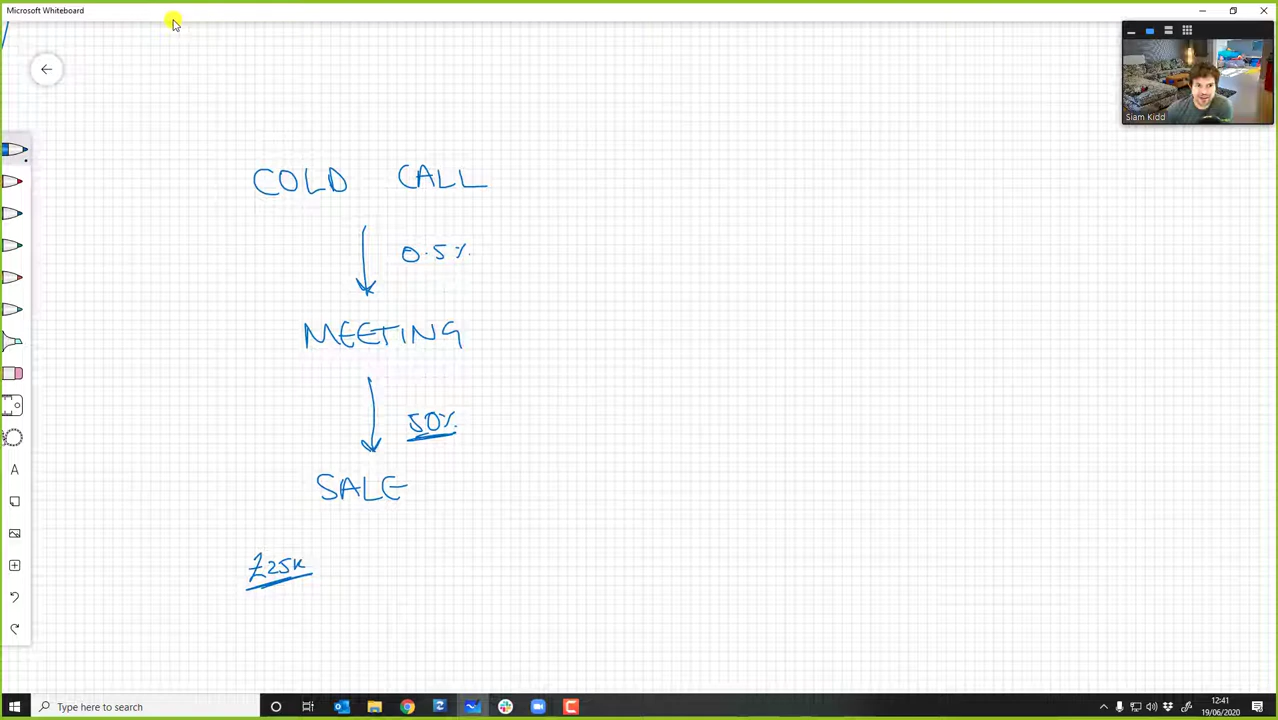 Microsoft Whiteboard
Siam Kidd
COLD CALL
0.5%
MEETING
50%
SALE
£25K
A
Type here to search
12:41
19/06/2020